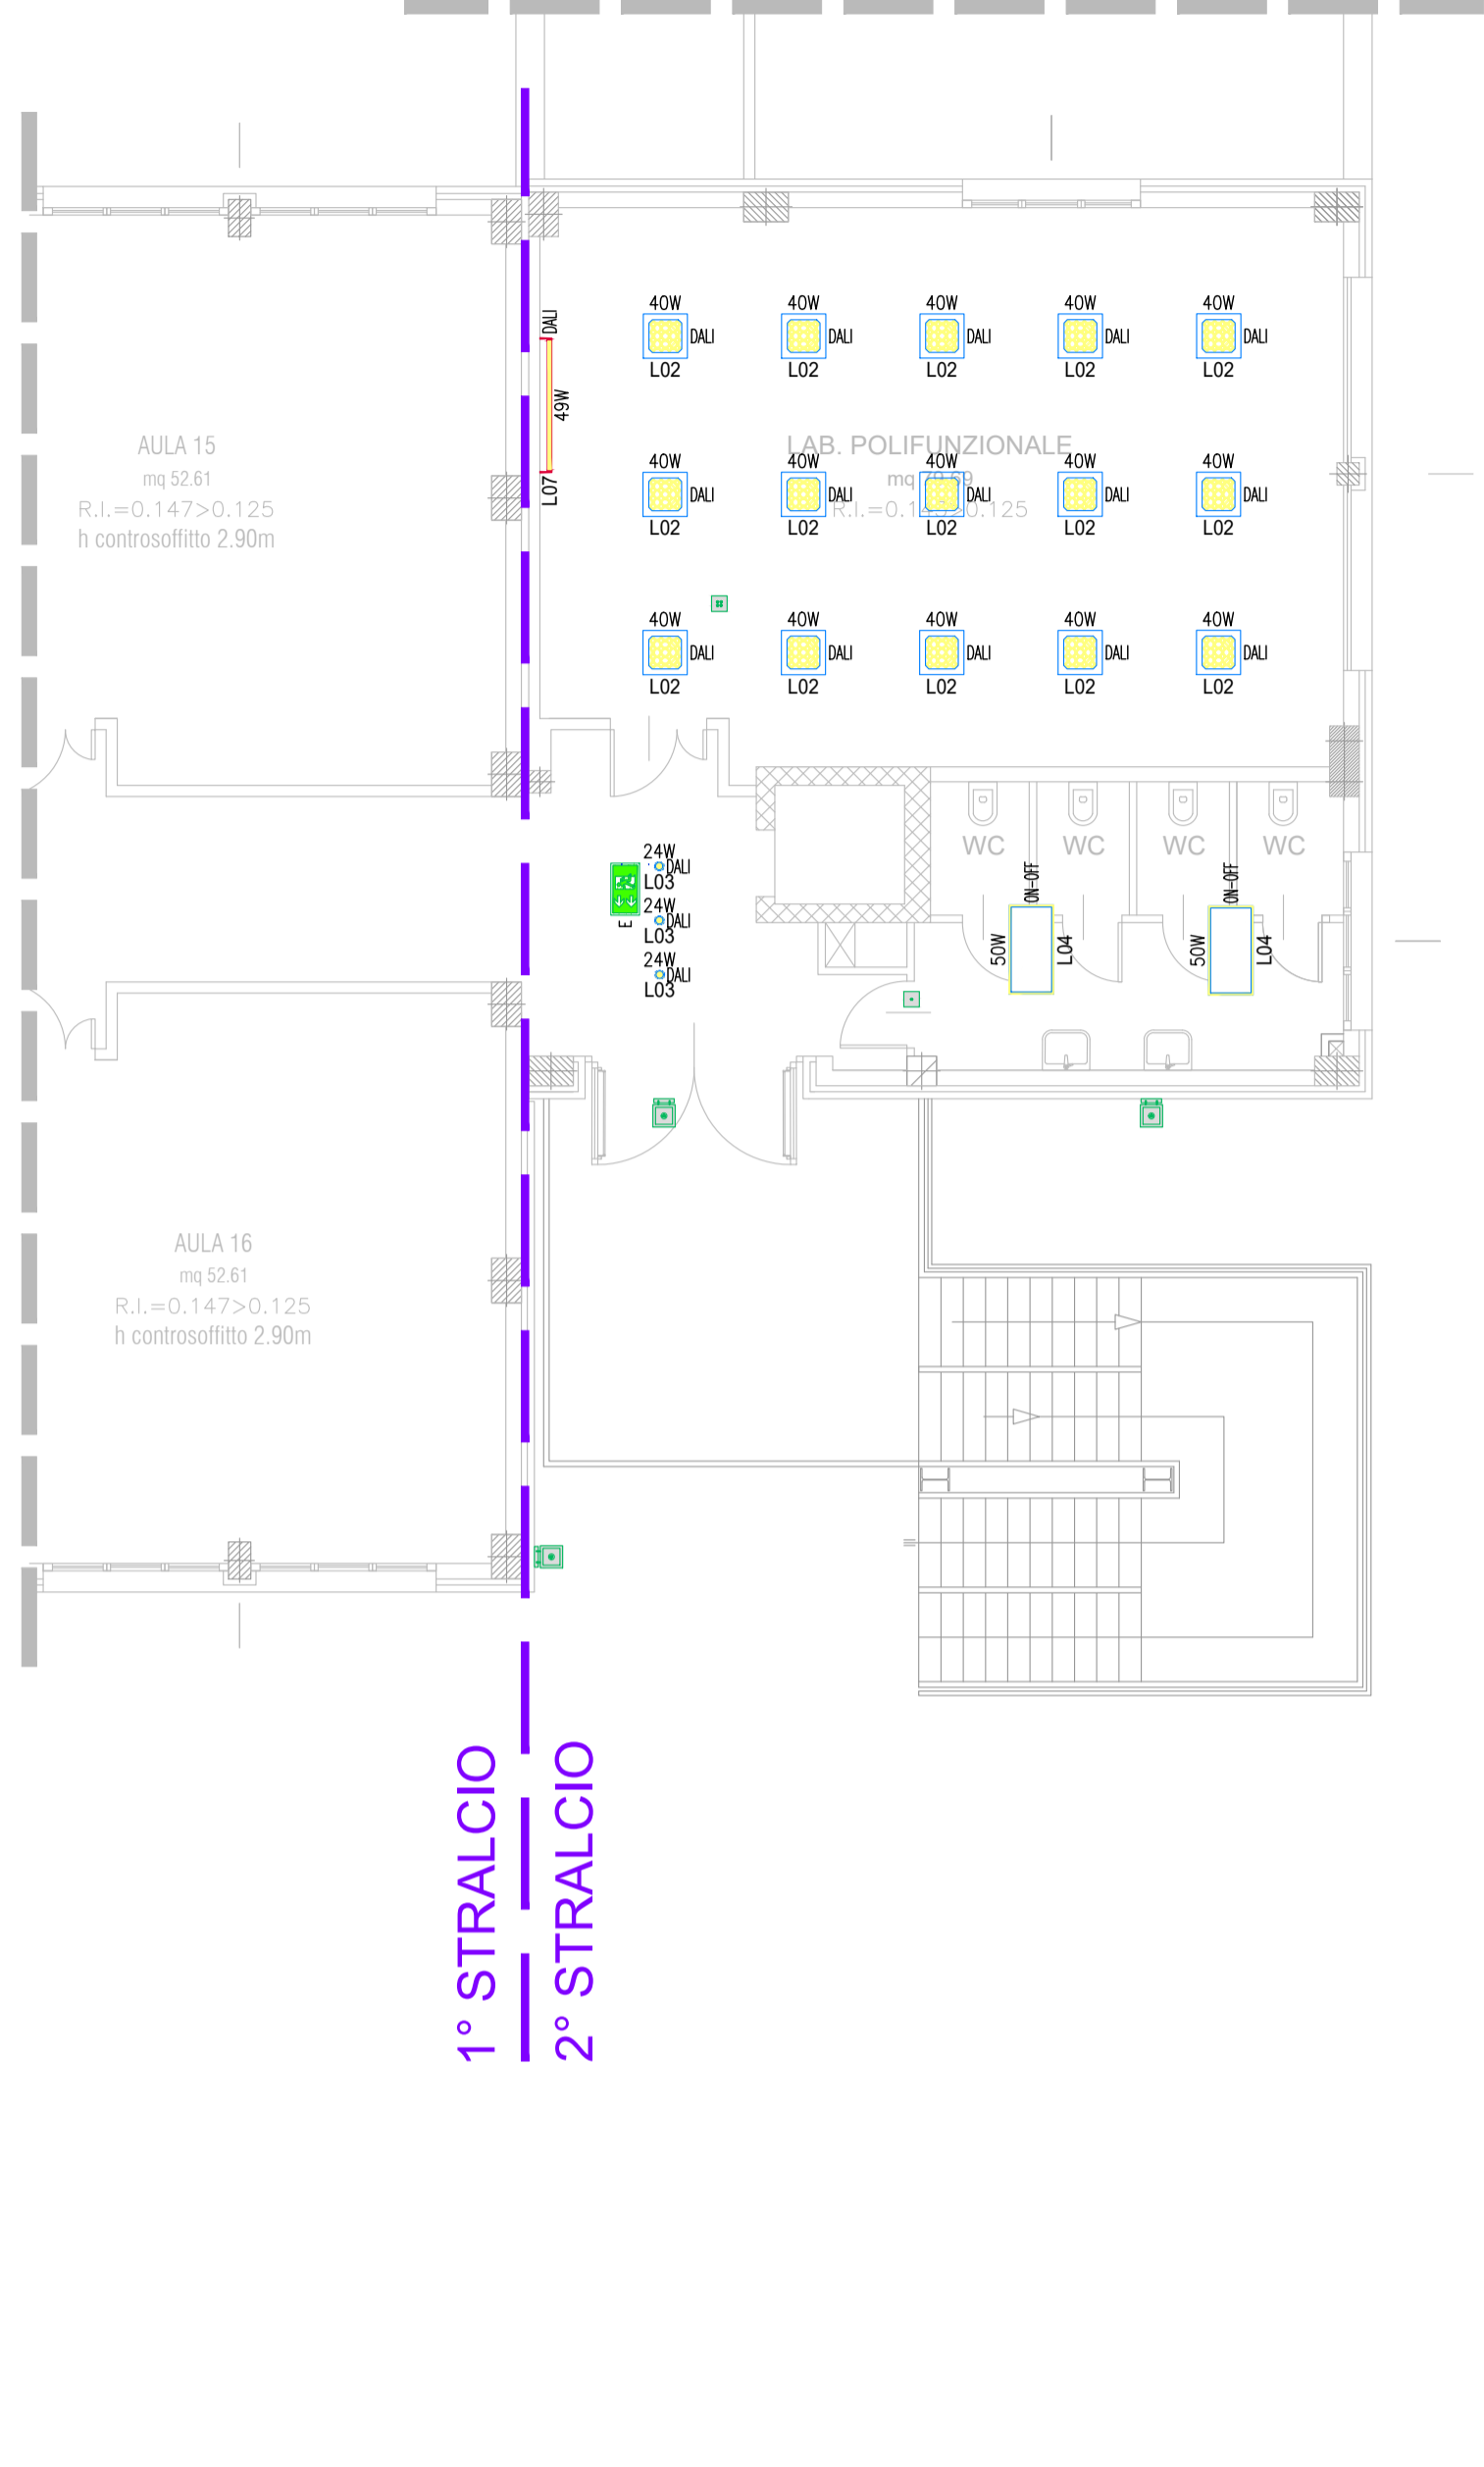 40W 40W 40W 40W 40W
DALI DALI DALI DALI DALI
L02 L02 L02 L02 L02
DALI
49W
L07
AULA 15
mq 52.61
R.I.=0.147>0.125
h controsoffitto 2.90m
LAB. POLIFUNZIONALE
mq 79.69
40W 40W 40W 40W 40W
DALI DALI DALI DALI DALI
L02 L02 L02 L02 L02
40W 40W 40W 40W 40W
DALI DALI DALI DALI DALI
L02 L02 L02 L02 L02
WC WC WC WC
24W
DALI
L03
24W
DALI
L03
24W
DALI
L03
E
ON-OFF
50W
L04
ON-OFF
50W
L04
AULA 16
mq 52.61
R.I.=0.147>0.125
h controsoffitto 2.90m
1° STRALCIO
2° STRALCIO